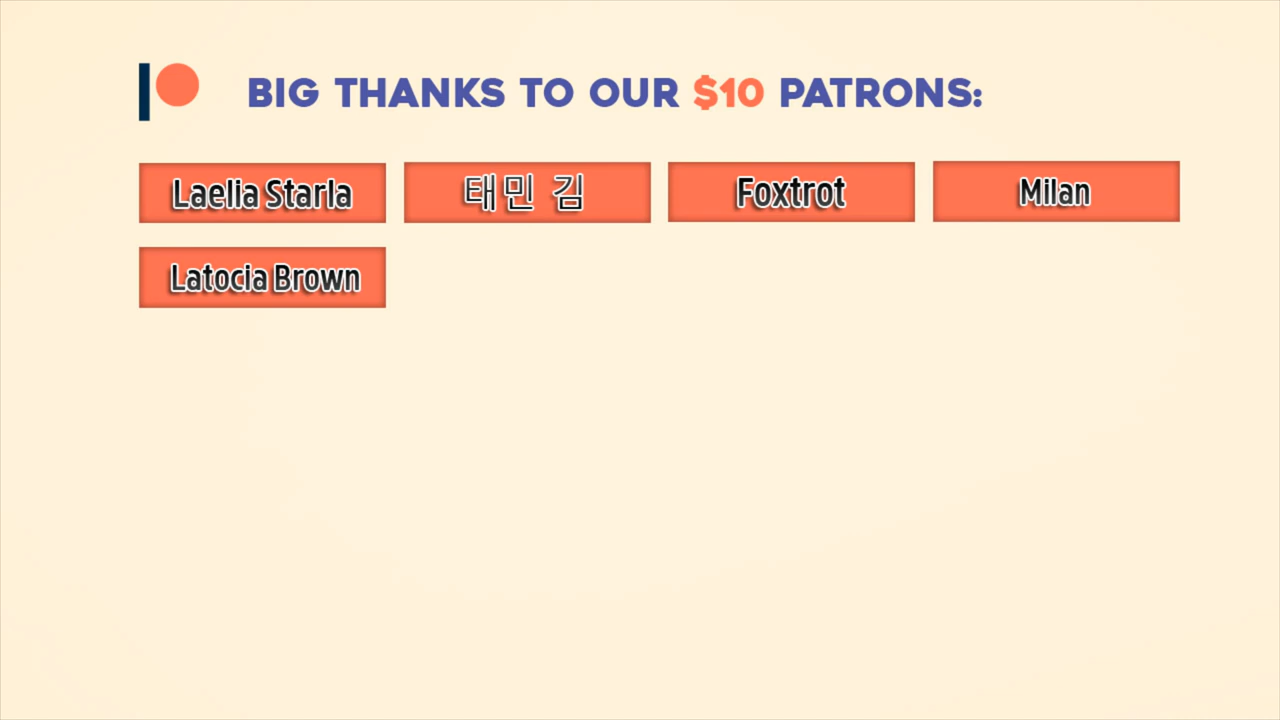 BIG THANKS TO OUR $10 PATRONS:
Laelia Starla
태민 김
Foxtrot
Milan
Latocia Brown